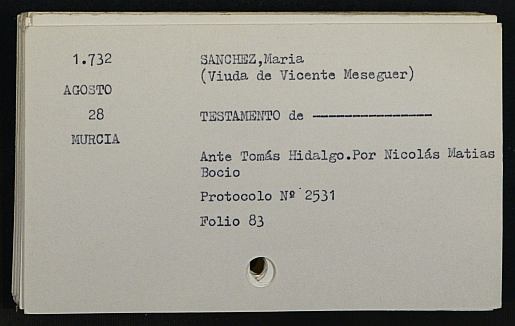 1.732
AGOSTO
28
MURCIA
SANCHEZ,Maria
(Viuda de Vicente Meseguer)
TESTAMENTO de ----------------
Ante Tomás Hidalgo.Por Nicolás Matias
Bocio
Protocolo Nº 2531
Folio 83